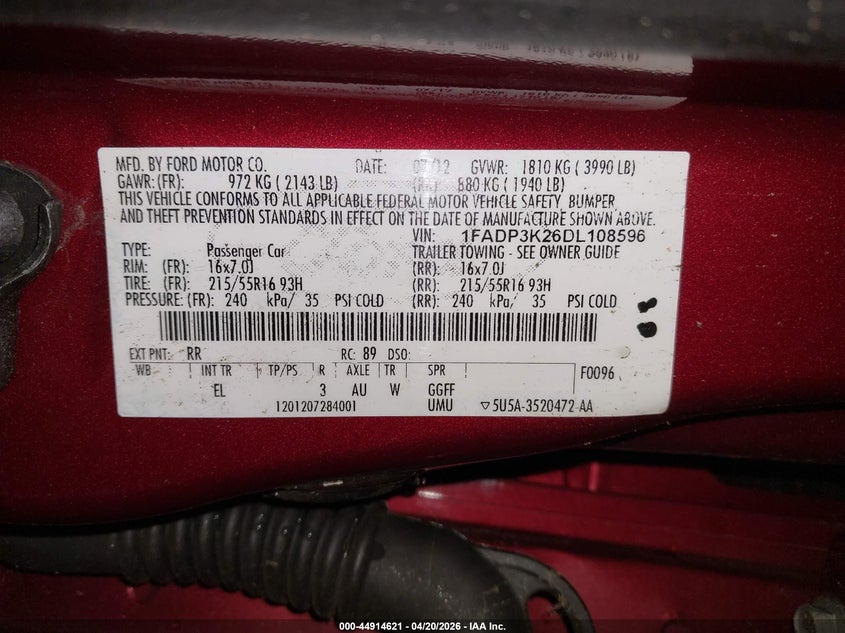 MFD. BY FORD MOTOR CO. DATE: 07/12 GVWR: 1810 KG ( 3990 LB)
GAWR: (FR): 972 KG ( 2143 LB) (RR): 880 KG ( 1940 LB)
THIS VEHICLE CONFORMS TO ALL APPLICABLE FEDERAL MOTOR VEHICLE SAFETY, BUMPER,
AND THEFT PREVENTION STANDARDS IN EFFECT ON THE DATE OF MANUFACTURE SHOWN ABOVE.
VIN: 1FADP3K26DL108596
TYPE: Passenger Car TRAILER TOWING - SEE OWNER GUIDE
RIM: (FR): 16x7.0J (RR): 16x7.0J
TIRE: (FR): 215/55R16 93H (RR): 215/55R16 93H
PRESSURE: (FR): 240 kPa/ 35 PSI COLD (RR): 240 kPa/ 35 PSI COLD
EXT PNT: RR RC: 89 DSO:
WB INT TR TP/PS R AXLE TR SPR F0096
EL 3 AU W GGFF
1201207284001 UMU ▽5U5A-3520472-AA
000-44914621 - 04/20/2026 - IAA Inc.